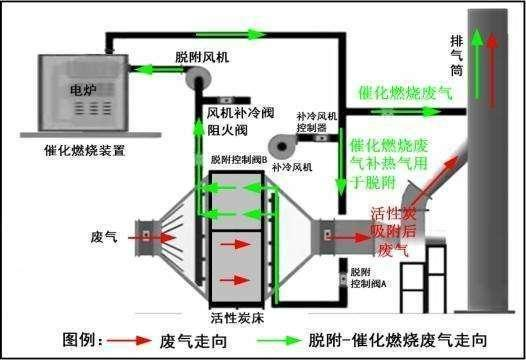 脱附风机
排
气
筒
电炉
催化燃烧废气
风机补冷阀
阻火阀
补冷风机
控制器
催化燃烧装置
催化燃烧废
气补热气用
于脱附
脱附控制阀B
补冷风机
活性炭
吸附后
废气
废气
脱附
控制阀A
活性炭床
图例：
废气走向
脱附-催化燃烧废气走向